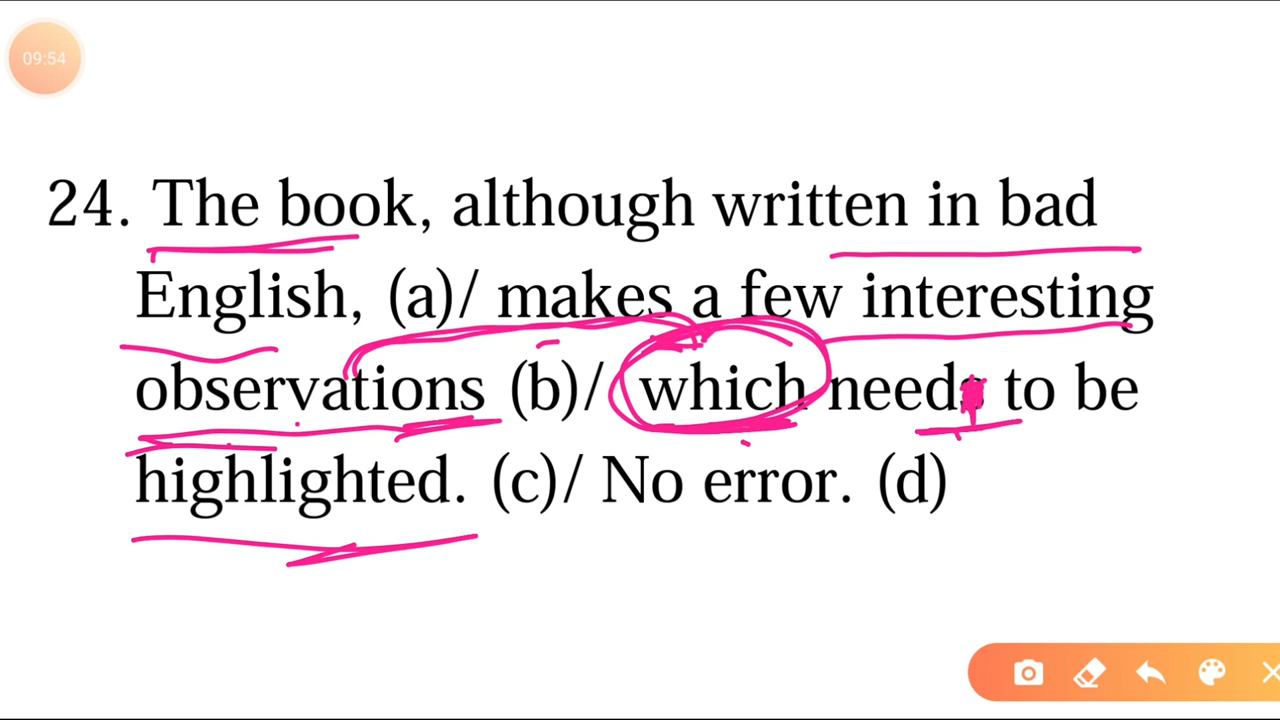 09:54
24. The book, although written in bad
English, (a)/ makes a few interesting
observations (b)/ which needs to be
highlighted. (c)/ No error. (d)